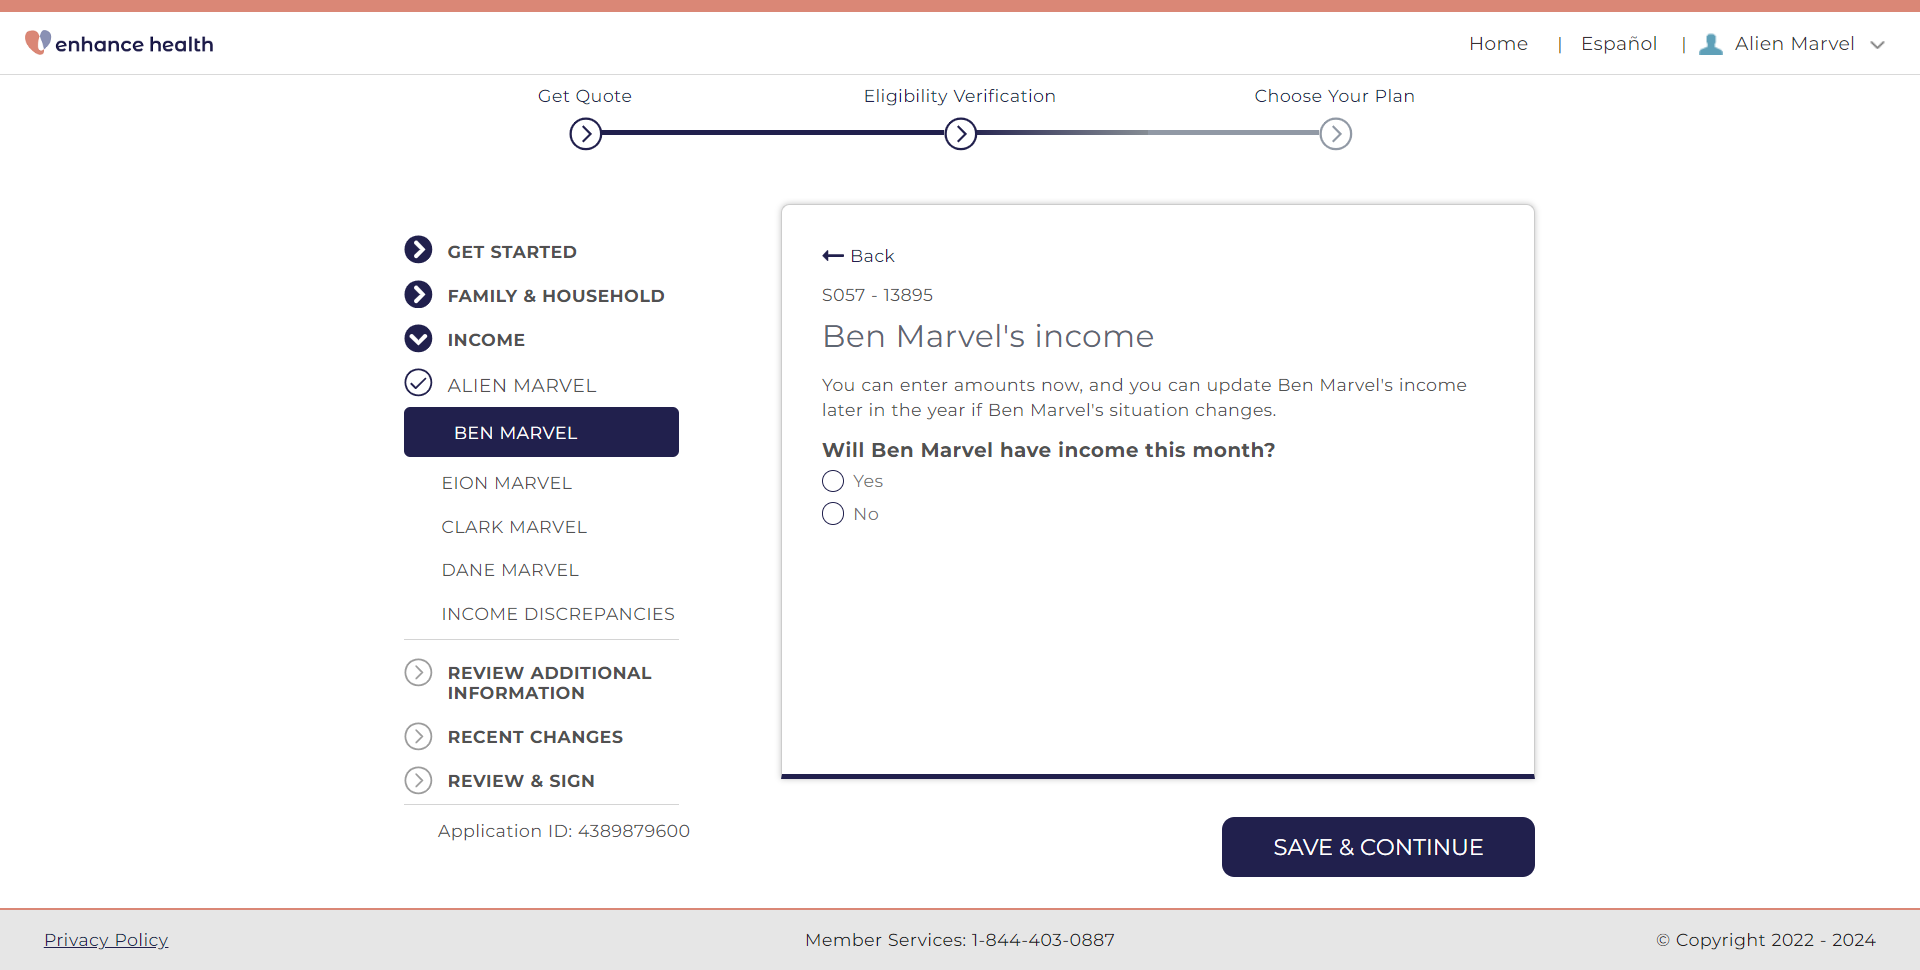 enhance health
Home | Español | Alien Marvel
Get Quote
Eligibility Verification
Choose Your Plan
GET STARTED
FAMILY & HOUSEHOLD
INCOME
ALIEN MARVEL
BEN MARVEL
EION MARVEL
CLARK MARVEL
DANE MARVEL
INCOME DISCREPANCIES
REVIEW ADDITIONAL
INFORMATION
RECENT CHANGES
REVIEW & SIGN
Application ID: 4389879600
Back
S057 - 13895
Ben Marvel's income
You can enter amounts now, and you can update Ben Marvel's income
later in the year if Ben Marvel's situation changes.
Will Ben Marvel have income this month?
Yes
No
SAVE & CONTINUE
Privacy Policy
Member Services: 1-844-403-0887
© Copyright 2022 - 2024